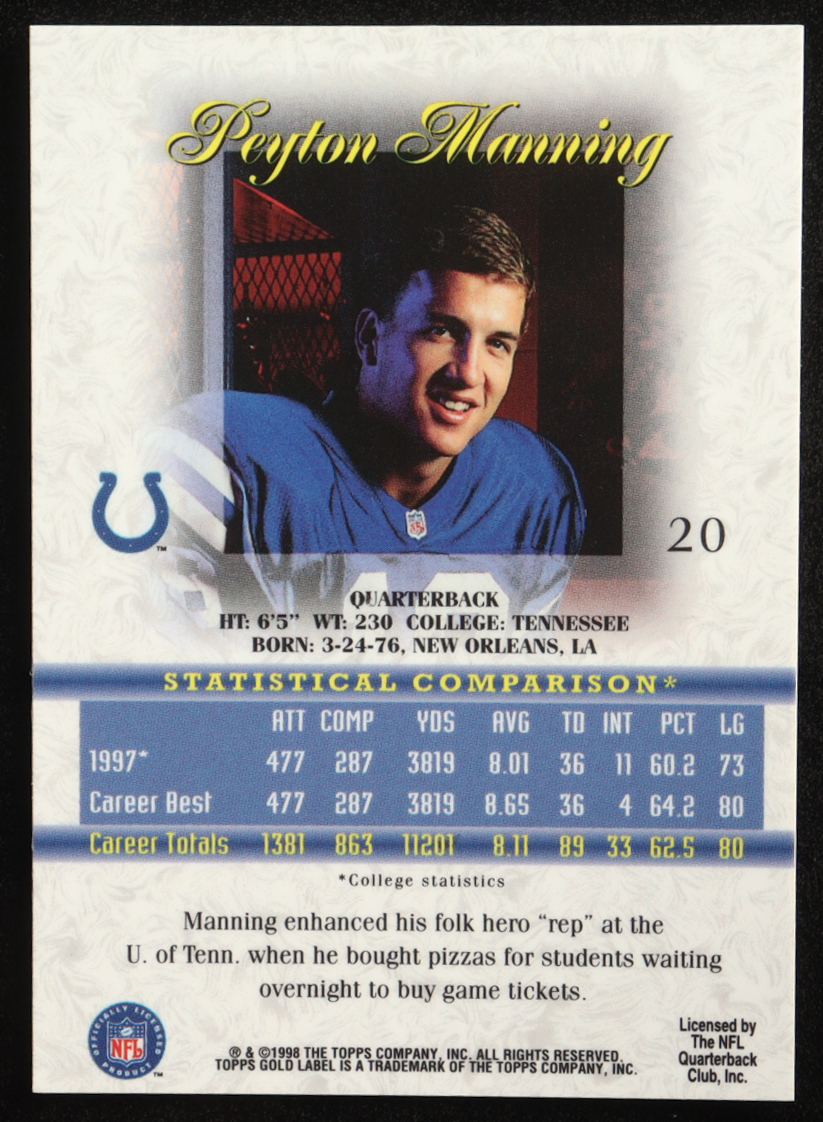 Peyton Manning
20
QUARTERBACK
HT: 6'5" WT: 230 COLLEGE: TENNESSEE
BORN: 3-24-76, NEW ORLEANS, LA
STATISTICAL COMPARISON*
ATT COMP YDS AVG TD INT PCT LG
1997* 477 287 3819 8.01 36 11 60.2 73
Career Best 477 287 3819 8.65 36 4 64.2 80
Career Totals 1381 863 11201 8.11 89 33 62.5 80
*College statistics
Manning enhanced his folk hero “rep” at the
U. of Tenn. when he bought pizzas for students waiting
overnight to buy game tickets.
OFFICIALLY LICENSED
NFL
PRODUCT
TM
® & ©1998 THE TOPPS COMPANY, INC. ALL RIGHTS RESERVED.
TOPPS GOLD LABEL IS A TRADEMARK OF THE TOPPS COMPANY, INC.
Licensed by
The NFL
Quarterback
Club, Inc.